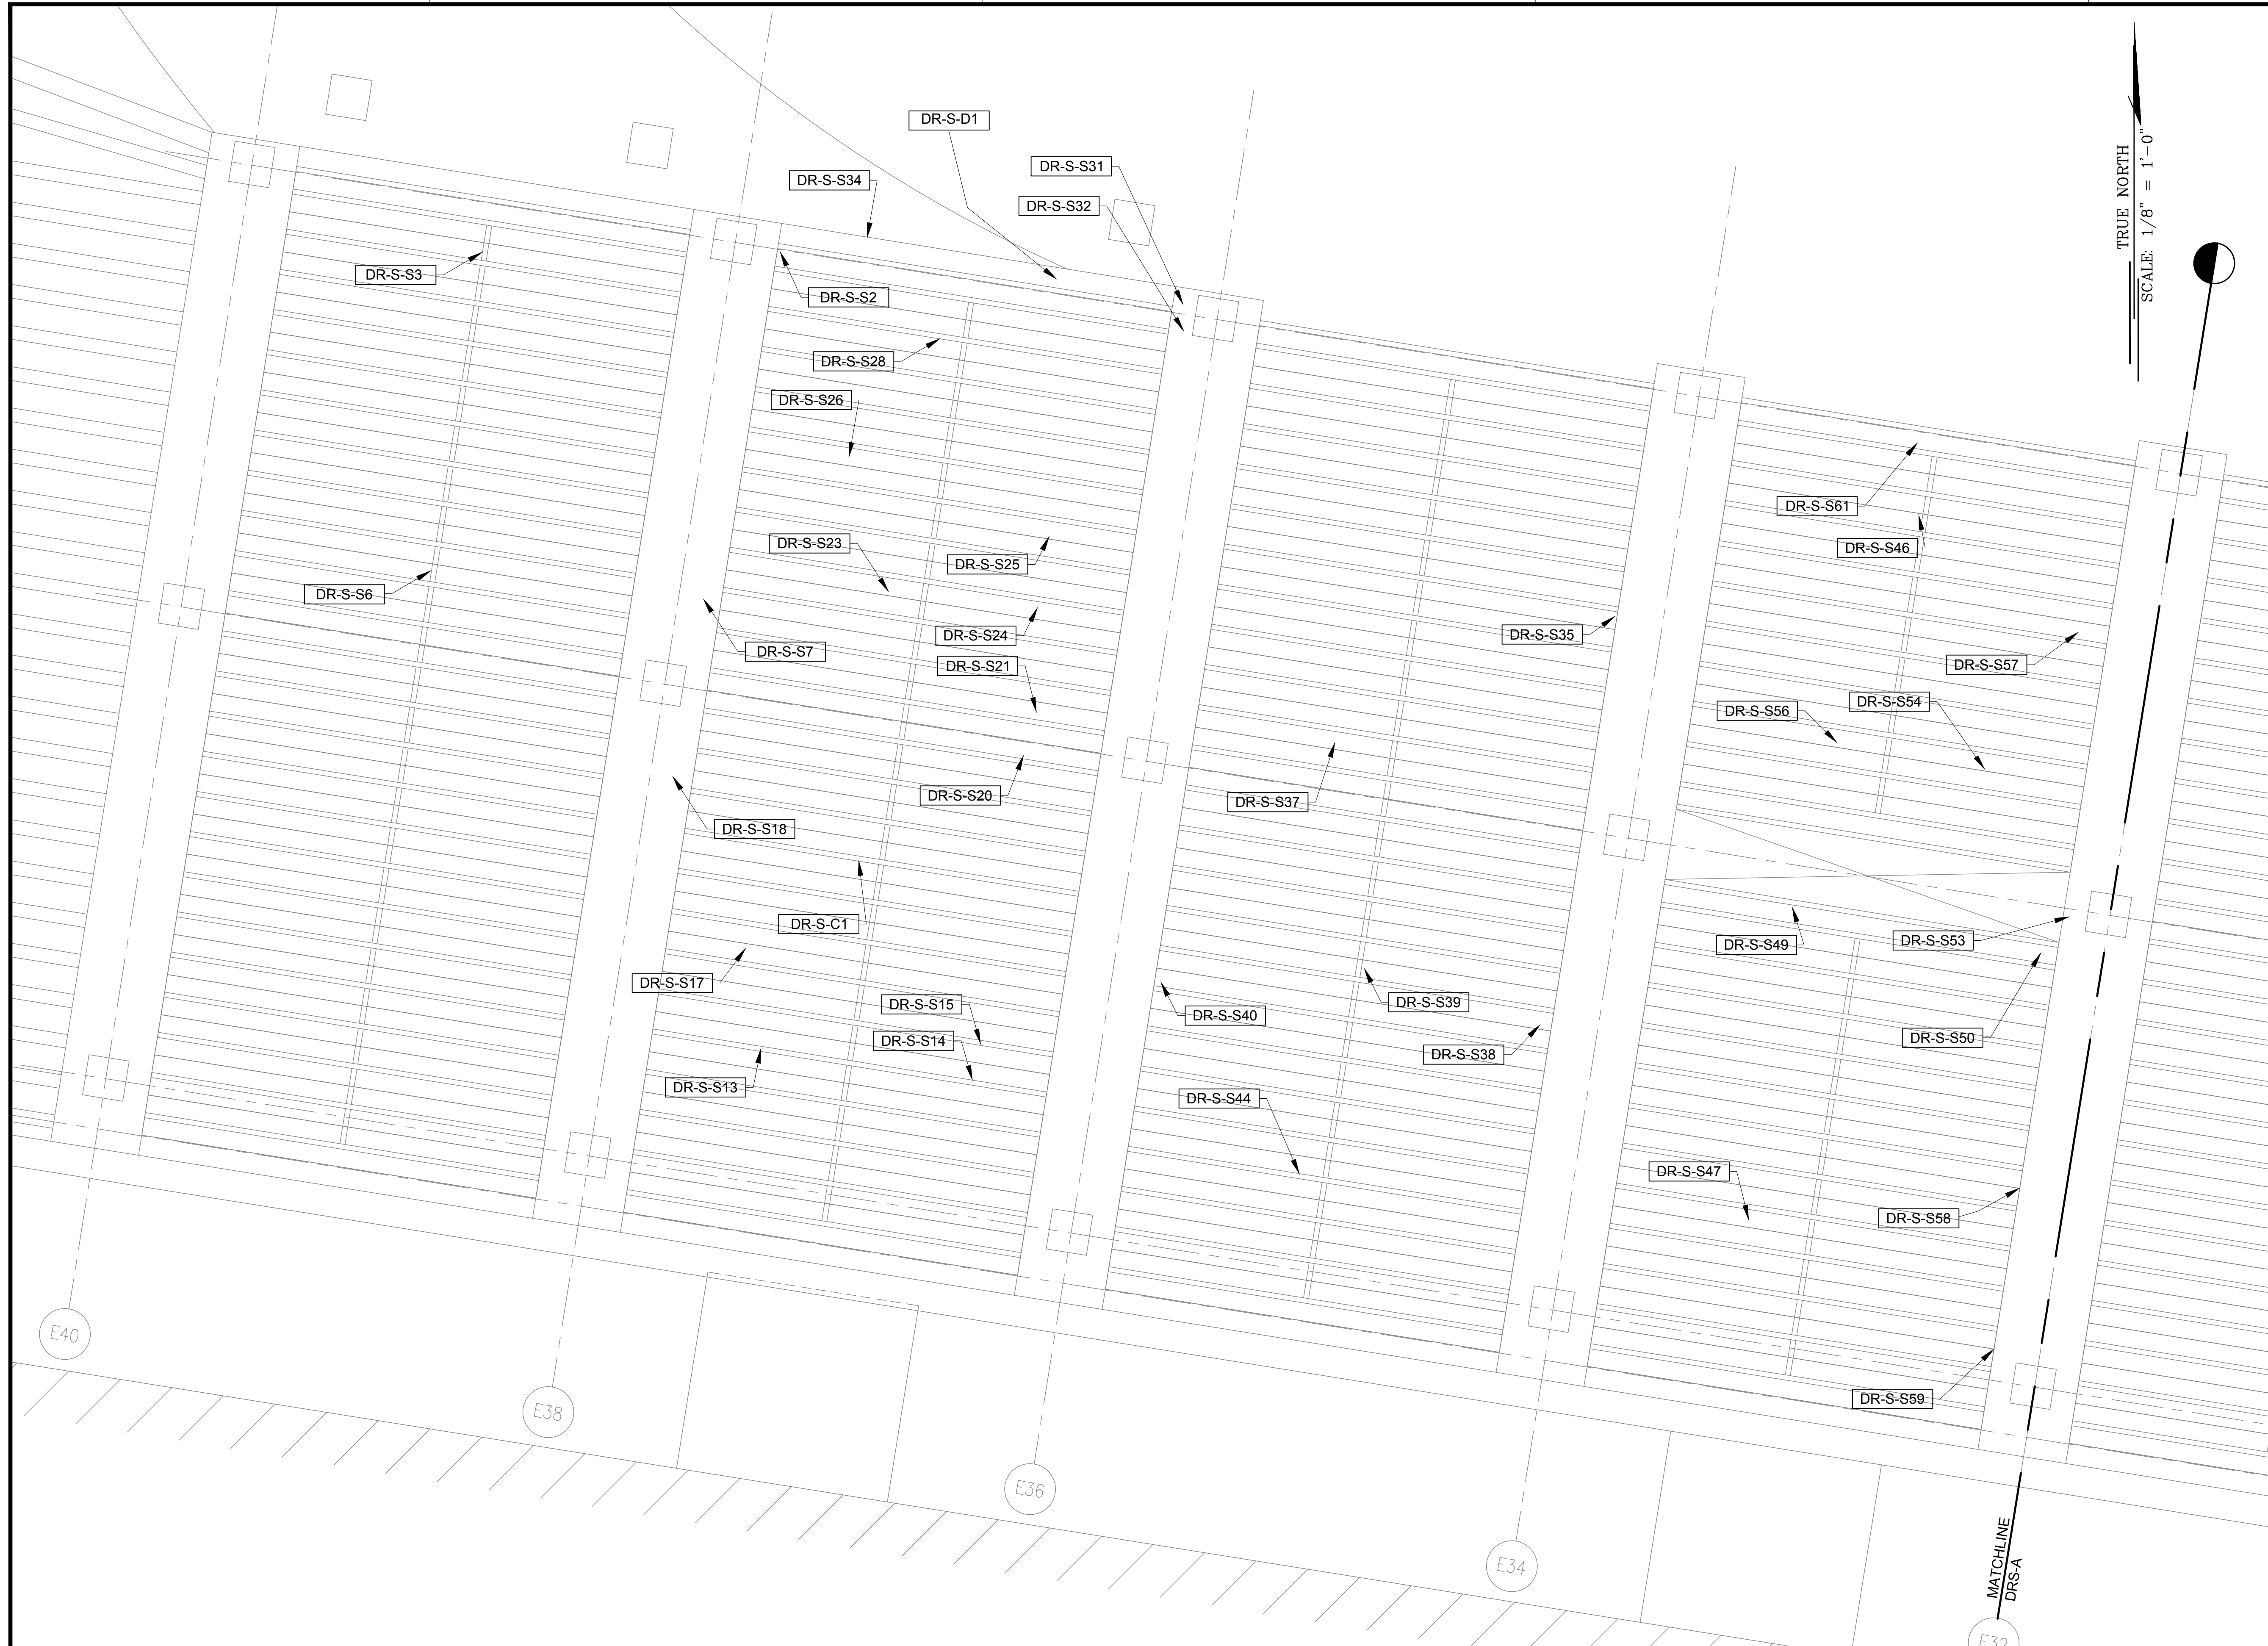 DR-S-D1
DR-S-S31
DR-S-S34
DR-S-S32
DR-S-S3
DR-S-S2
DR-S-S28
DR-S-S26
DR-S-S23
DR-S-S25
DR-S-S6
DR-S-S24
DR-S-S7
DR-S-S21
DR-S-S20
DR-S-S18
DR-S-C1
DR-S-S17
DR-S-S15
DR-S-S14
DR-S-S13
DR-S-S35
DR-S-S37
DR-S-S39
DR-S-S40
DR-S-S38
DR-S-S44
DR-S-S61
DR-S-S46
DR-S-S57
DR-S-S54
DR-S-S56
DR-S-S53
DR-S-S49
DR-S-S50
DR-S-S47
DR-S-S58
DR-S-S59
TRUE NORTH
SCALE: 1/8" = 1'-0"
E40
E38
E36
E34
E32
MATCHLINE
DRS-A